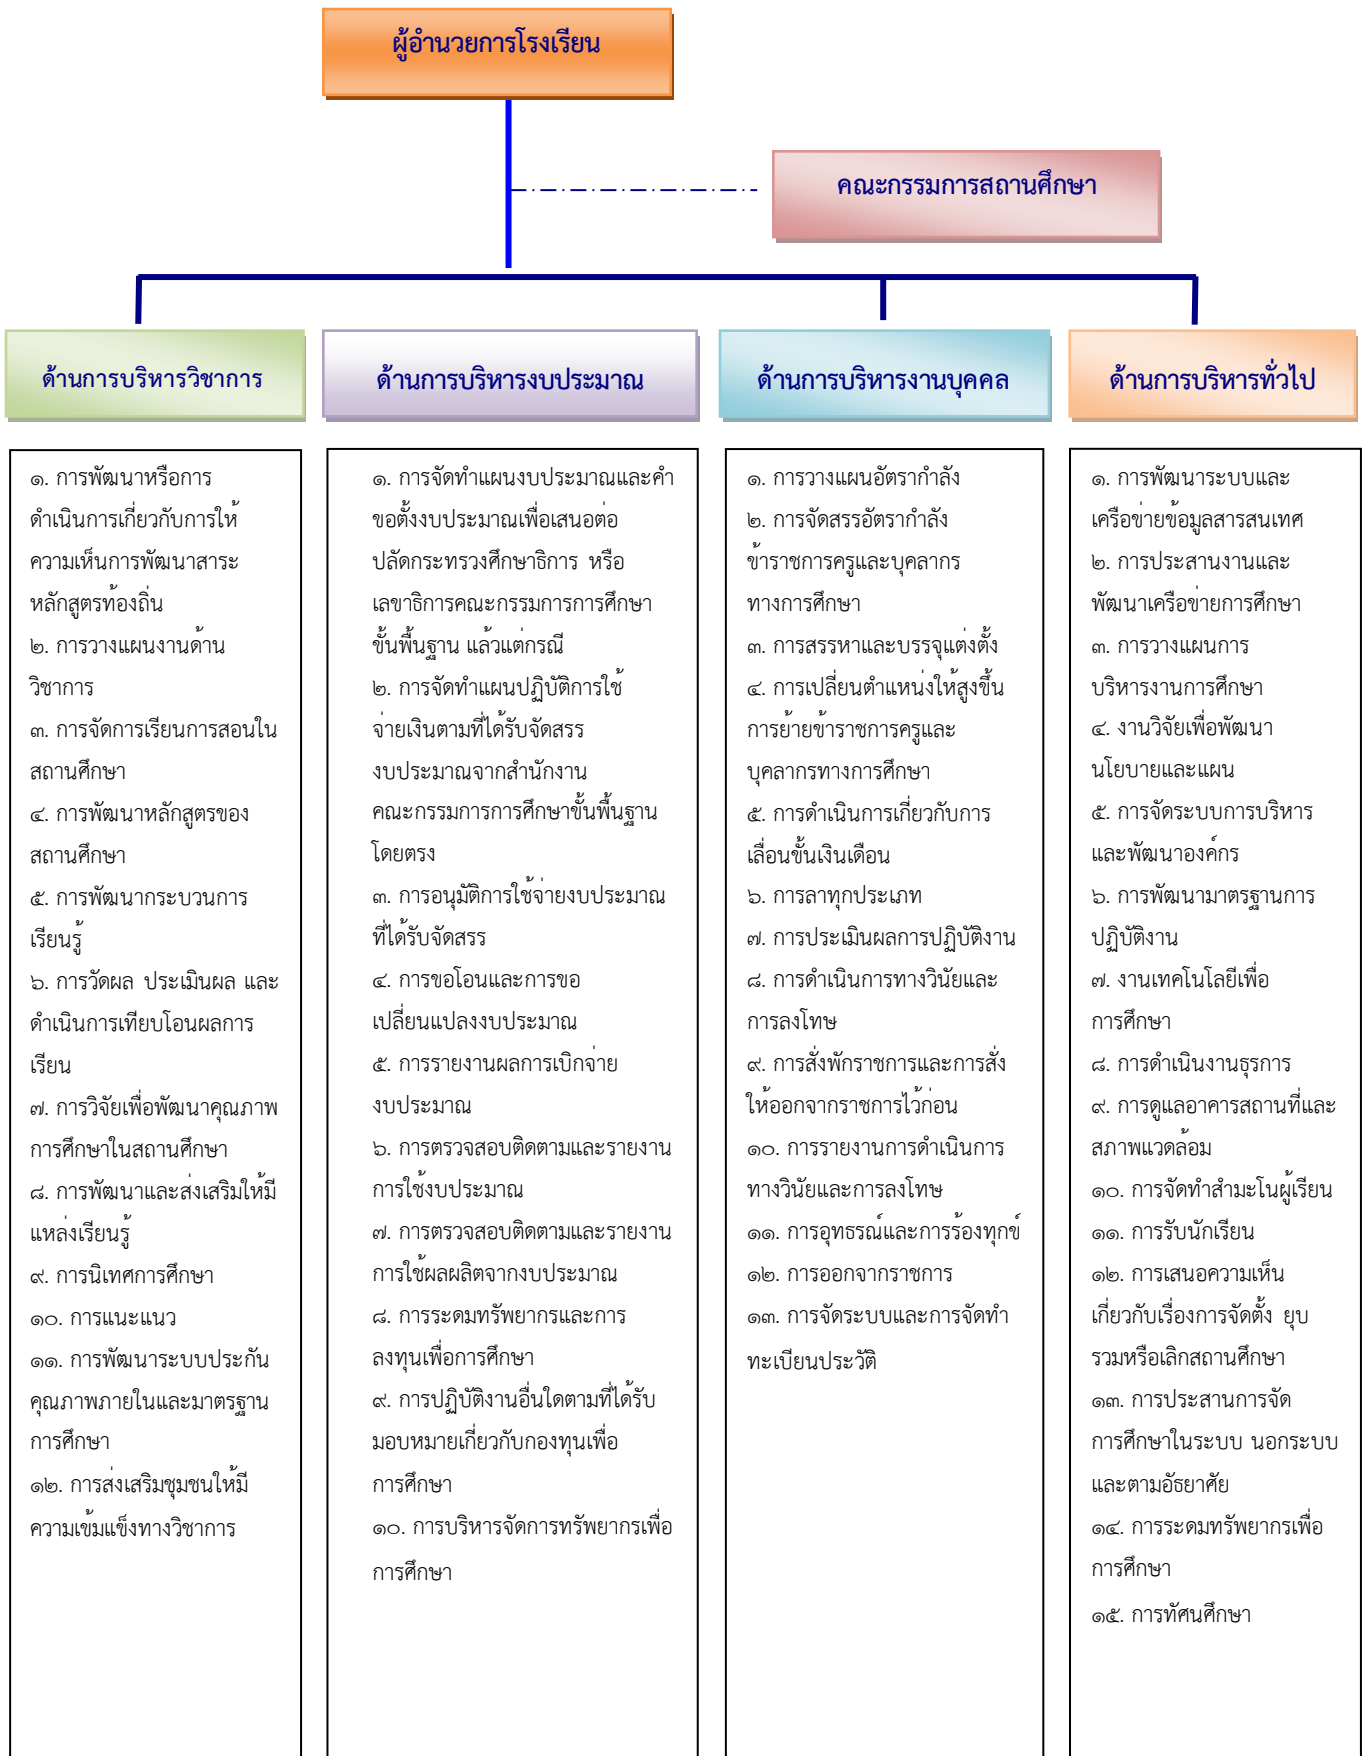 ผู้อำนวยการโรงเรียน
คณะกรรมการสถานศึกษา
ด้านการบริหารวิชาการ
ด้านการบริหารงบประมาณ
ด้านการบริหารงานบุคคล
ด้านการบริหารทั่วไป
๑. การพัฒนาหรือการ
ดำเนินการเกี่ยวกับการให้
ความเห็นการพัฒนาสาระ
หลักสูตรท้องถิ่น
๒. การวางแผนงานด้าน
วิชาการ
๓. การจัดการเรียนการสอนใน
สถานศึกษา
๔. การพัฒนาหลักสูตรของ
สถานศึกษา
๕. การพัฒนากระบวนการ
เรียนรู้
๖. การวัดผล ประเมินผล และ
ดำเนินการเทียบโอนผลการ
เรียน
๗. การวิจัยเพื่อพัฒนาคุณภาพ
การศึกษาในสถานศึกษา
๘. การพัฒนาและส่งเสริมให้มี
แหล่งเรียนรู้
๙. การนิเทศการศึกษา
๑๐. การแนะแนว
๑๑. การพัฒนาระบบประกัน
คุณภาพภายในและมาตรฐาน
การศึกษา
๑๒. การส่งเสริมชุมชนให้มี
ความเข้มแข็งทางวิชาการ
๑. การจัดทำแผนงบประมาณและคำ
ขอตั้งงบประมาณเพื่อเสนอต่อ
ปลัดกระทรวงศึกษาธิการ หรือ
เลขาธิการคณะกรรมการการศึกษา
ขั้นพื้นฐาน แล้วแต่กรณี
๒. การจัดทำแผนปฏิบัติการใช้
จ่ายเงินตามที่ได้รับจัดสรร
งบประมาณจากสำนักงาน
คณะกรรมการการศึกษาขั้นพื้นฐาน
โดยตรง
๓. การอนุมัติการใช้จ่ายงบประมาณ
ที่ได้รับจัดสรร
๔. การขอโอนและการขอ
เปลี่ยนแปลงงบประมาณ
๕. การรายงานผลการเบิกจ่าย
งบประมาณ
๖. การตรวจสอบติดตามและรายงาน
การใช้งบประมาณ
๗. การตรวจสอบติดตามและรายงาน
การใช้ผลผลิตจากงบประมาณ
๘. การระดมทรัพยากรและการ
ลงทุนเพื่อการศึกษา
๙. การปฏิบัติงานอื่นใดตามที่ได้รับ
มอบหมายเกี่ยวกับกองทุนเพื่อ
การศึกษา
๑๐. การบริหารจัดการทรัพยากรเพื่อ
การศึกษา
๑. การวางแผนอัตรากำลัง
๒. การจัดสรรอัตรากำลัง
ข้าราชการครูและบุคลากร
ทางการศึกษา
๓. การสรรหาและบรรจุแต่งตั้ง
๔. การเปลี่ยนตำแหน่งให้สูงขึ้น
การย้ายข้าราชการครูและ
บุคลากรทางการศึกษา
๕. การดำเนินการเกี่ยวกับการ
เลื่อนขั้นเงินเดือน
๖. การลาทุกประเภท
๗. การประเมินผลการปฏิบัติงาน
๘. การดำเนินการทางวินัยและ
การลงโทษ
๙. การสั่งพักราชการและการสั่ง
ให้ออกจากราชการไว้ก่อน
๑๐. การรายงานการดำเนินการ
ทางวินัยและการลงโทษ
๑๑. การอุทธรณ์และการร้องทุกข์
๑๒. การออกจากราชการ
๑๓. การจัดระบบและการจัดทำ
ทะเบียนประวัติ
๑. การพัฒนาระบบและ
เครือข่ายข้อมูลสารสนเทศ
๒. การประสานงานและ
พัฒนาเครือข่ายการศึกษา
๓. การวางแผนการ
บริหารงานการศึกษา
๔. งานวิจัยเพื่อพัฒนา
นโยบายและแผน
๕. การจัดระบบการบริหาร
และพัฒนาองค์กร
๖. การพัฒนามาตรฐานการ
ปฏิบัติงาน
๗. งานเทคโนโลยีเพื่อ
การศึกษา
๘. การดำเนินงานธุรการ
๙. การดูแลอาคารสถานที่และ
สภาพแวดล้อม
๑๐. การจัดทำสำมะโนผู้เรียน
๑๑. การรับนักเรียน
๑๒. การเสนอความเห็น
เกี่ยวกับเรื่องการจัดตั้ง ยุบ
รวมหรือเลิกสถานศึกษา
๑๓. การประสานการจัด
การศึกษาในระบบ นอกระบบ
และตามอัธยาศัย
๑๔. การระดมทรัพยากรเพื่อ
การศึกษา
๑๕. การทัศนศึกษา